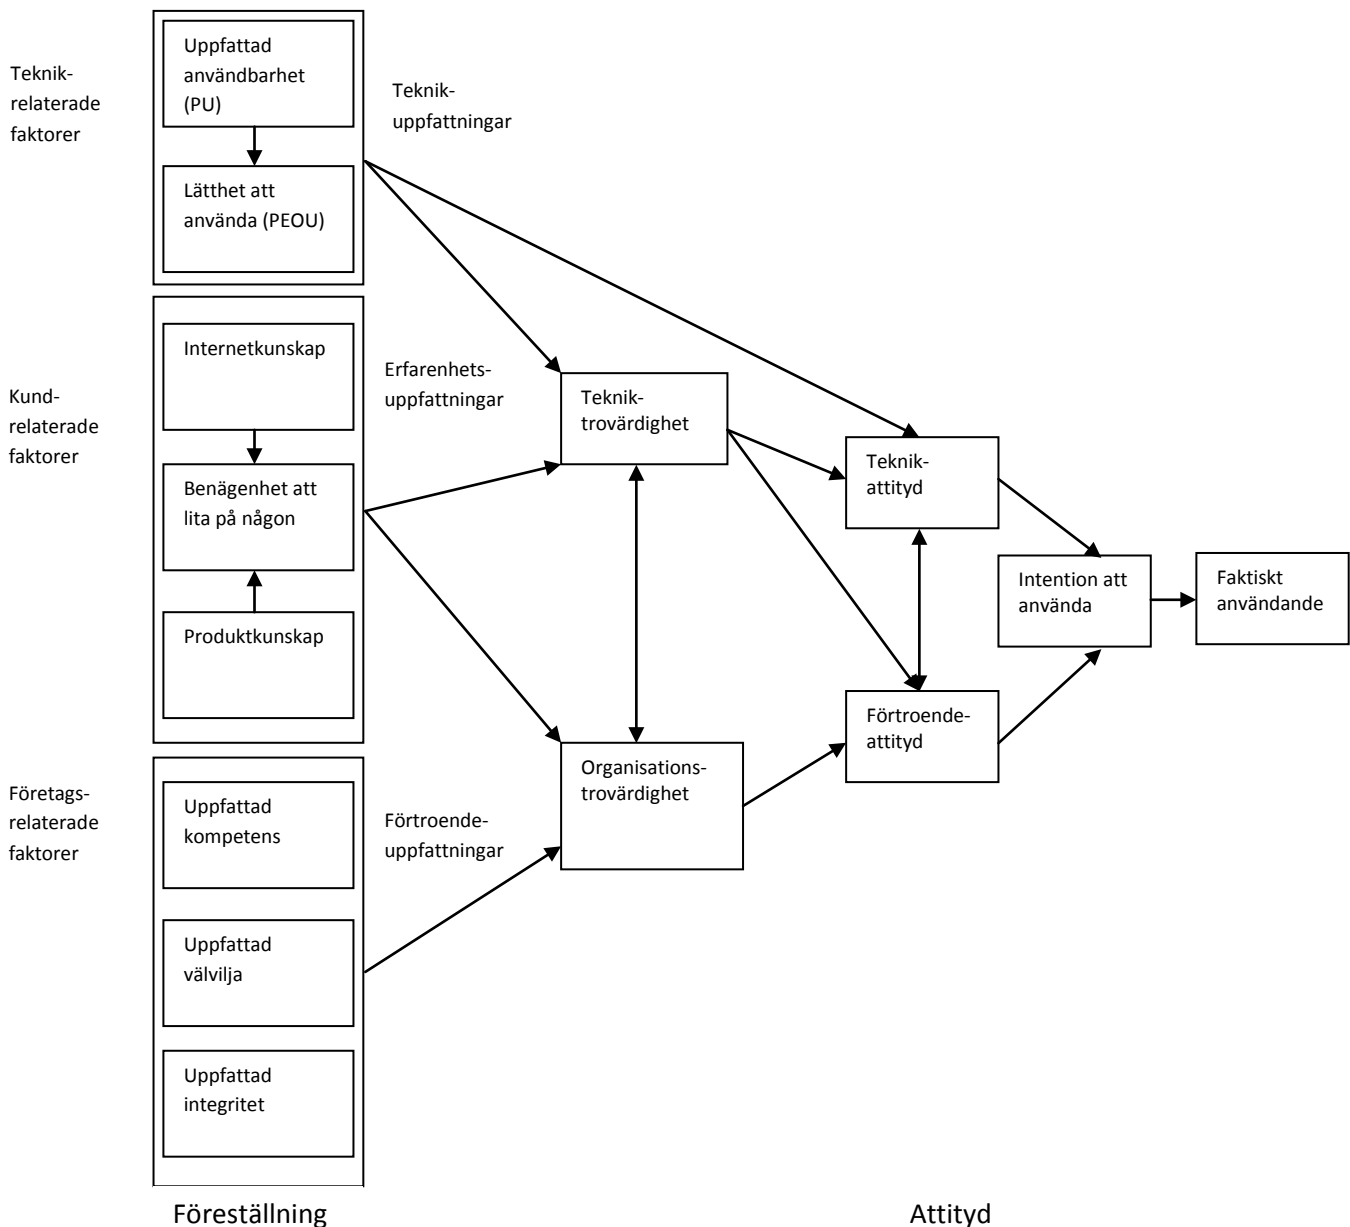 Teknik-
relaterade
faktorer
Uppfattad
användbarhet
(PU)
Lätthet att
använda (PEOU)
Teknik-
uppfattningar
Kund-
relaterade
faktorer
Internetkunskap
Benägenhet att
lita på någon
Produktkunskap
Erfarenhets-
uppfattningar
Teknik-
trovärdighet
Teknik-
attityd
Intention att
använda
Faktiskt
användande
Förtroende-
attityd
Organisations-
trovärdighet
Företags-
relaterade
faktorer
Uppfattad
kompetens
Uppfattad
välvilja
Uppfattad
integritet
Förtroende-
uppfattningar
Föreställning
Attityd